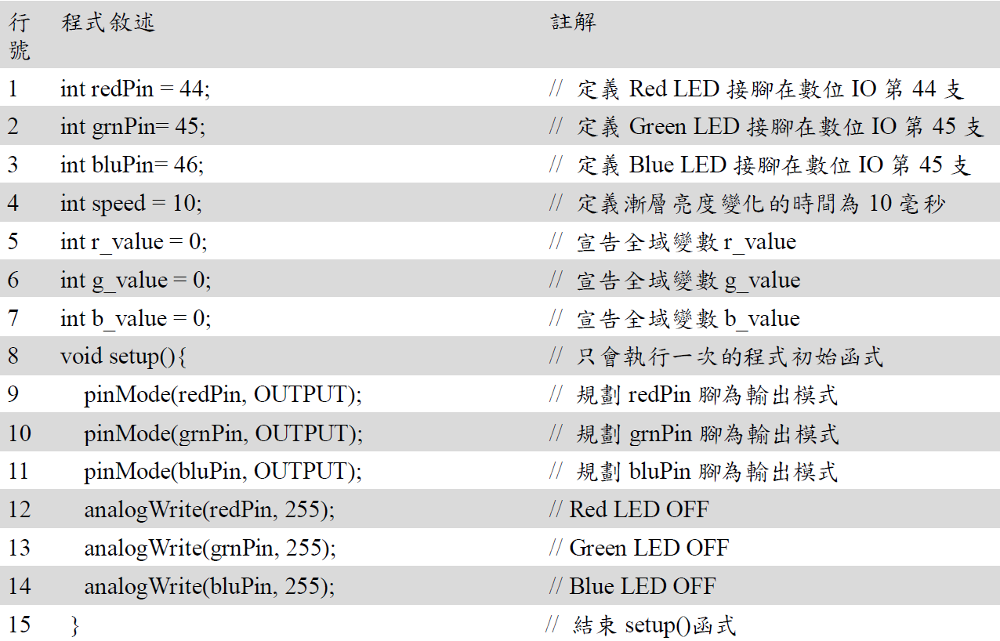 行號 程式敘述 註解
1 int redPin = 44; // 定義 Red LED 接腳在數位 IO 第 44 支
2 int grnPin= 45; // 定義 Green LED 接腳在數位 IO 第 45 支
3 int bluPin= 46; // 定義 Blue LED 接腳在數位 IO 第 45 支
4 int speed = 10; // 定義漸層亮度變化的時間為 10 毫秒
5 int r_value = 0; // 宣告全域變數 r_value
6 int g_value = 0; // 宣告全域變數 g_value
7 int b_value = 0; // 宣告全域變數 b_value
8 void setup(){ // 只會執行一次的程式初始函式
9 pinMode(redPin, OUTPUT); // 規劃 redPin 腳為輸出模式
10 pinMode(grnPin, OUTPUT); // 規劃 grnPin 腳為輸出模式
11 pinMode(bluPin, OUTPUT); // 規劃 bluPin 腳為輸出模式
12 analogWrite(redPin, 255); // Red LED OFF
13 analogWrite(grnPin, 255); // Green LED OFF
14 analogWrite(bluPin, 255); // Blue LED OFF
15 } // 結束 setup()函式